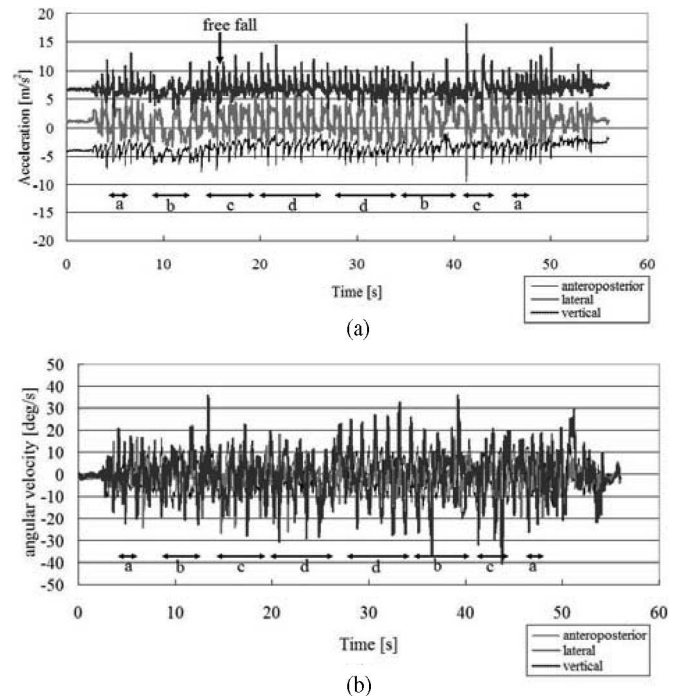 free fall
20
15
10
5
0
-5
-10
-15
-20
Acceleration [m/s²]
a b c d d b c a
0 10 20 30 40 50 60
Time [s]
anteroposterior
lateral
vertical
(a)
50
40
30
20
10
0
-10
-20
-30
-40
-50
angular velocity [deg/s]
a b c d d b c a
0 10 20 30 40 50 60
Time [s]
anteroposterior
lateral
vertical
(b)